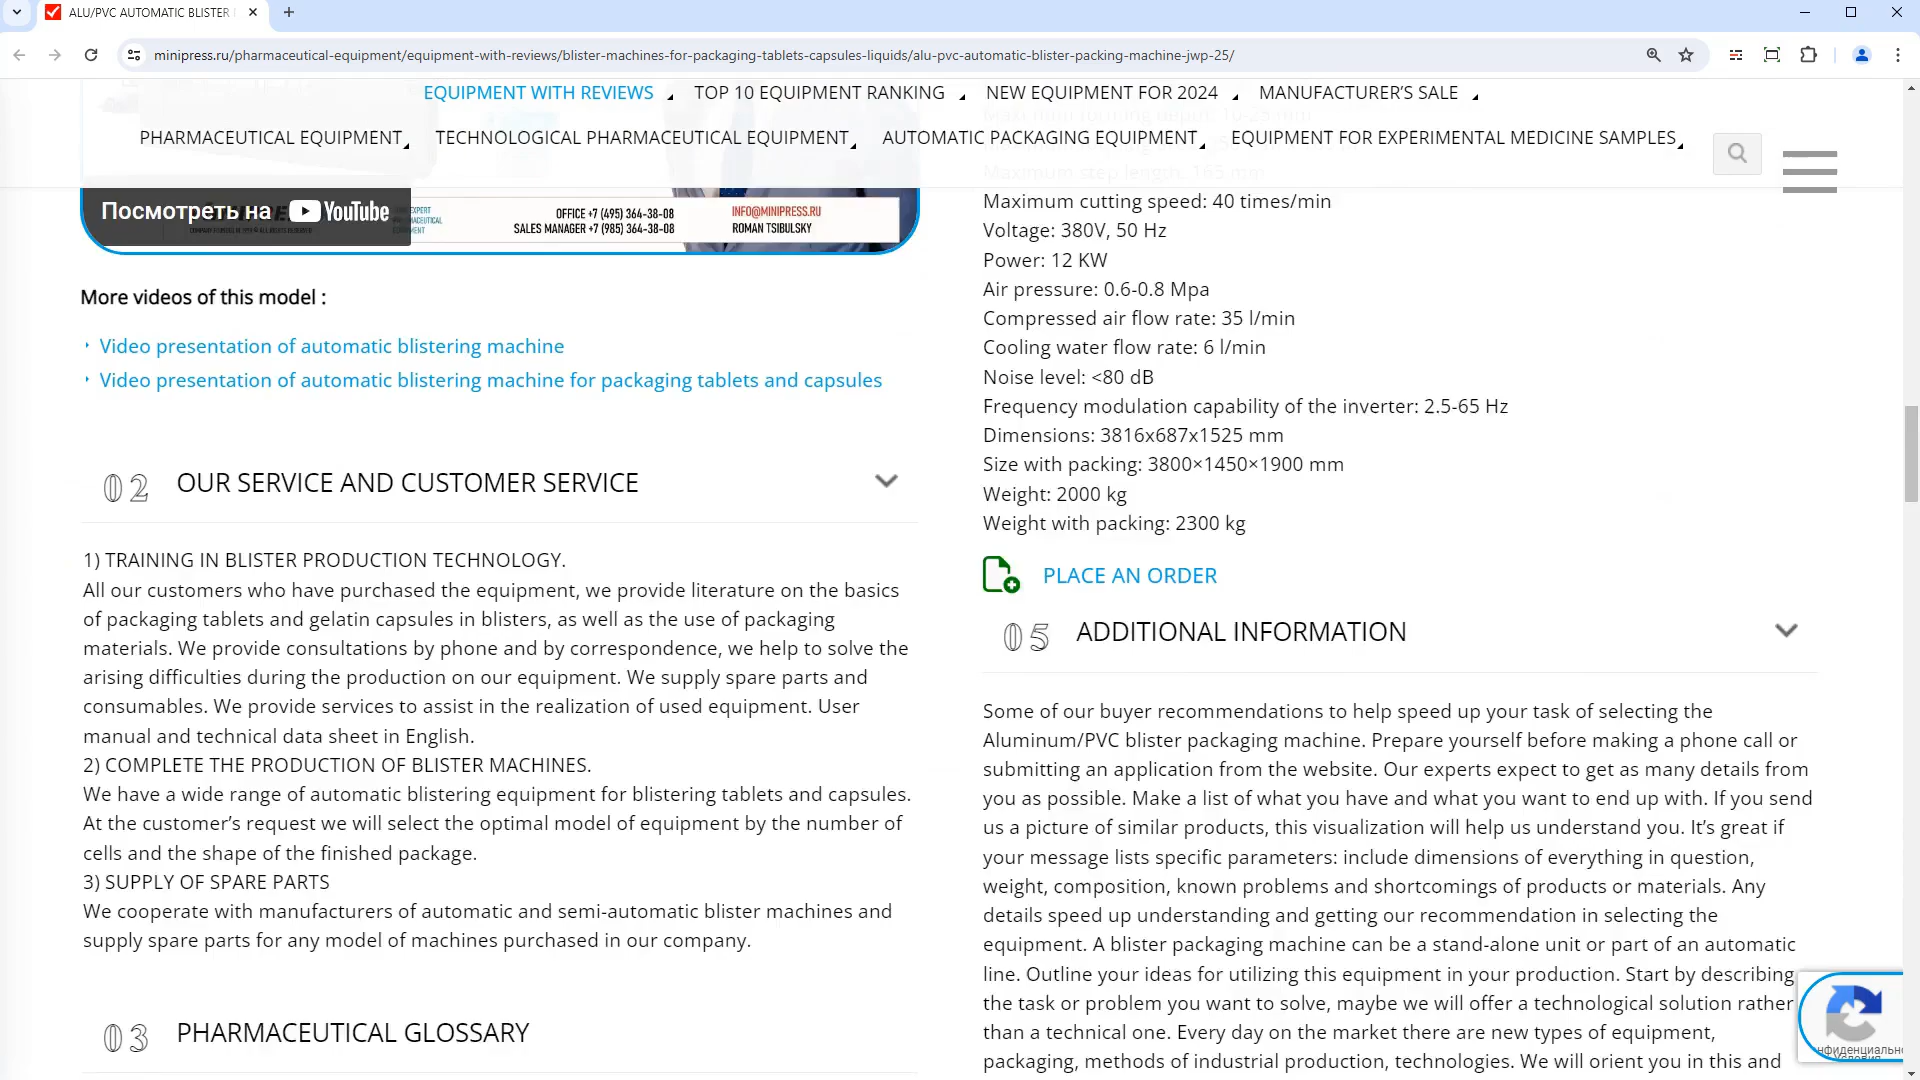 ALU/PVC AUTOMATIC BLISTER
minipress.ru/pharmaceutical-equipment/equipment-with-reviews/blister-machines-for-packaging-tablets-capsules-liquids/alu-pvc-automatic-blister-packing-machine-jwp-25/
EQUIPMENT WITH REVIEWS TOP 10 EQUIPMENT RANKING NEW EQUIPMENT FOR 2024 MANUFACTURER'S SALE
PHARMACEUTICAL EQUIPMENT TECHNOLOGICAL PHARMACEUTICAL EQUIPMENT AUTOMATIC PACKAGING EQUIPMENT EQUIPMENT FOR EXPERIMENTAL MEDICINE SAMPLES
Посмотреть на YouTube
OFFICE +7 (495) 364-38-08
SALES MANAGER +7 (985) 364-38-08
INFO@MINIPRESS.RU
ROMAN TSIBULSKY
More videos of this model :
Video presentation of automatic blistering machine
Video presentation of automatic blistering machine for packaging tablets and capsules
02 OUR SERVICE AND CUSTOMER SERVICE
1) TRAINING IN BLISTER PRODUCTION TECHNOLOGY.
All our customers who have purchased the equipment, we provide literature on the basics
of packaging tablets and gelatin capsules in blisters, as well as the use of packaging
materials. We provide consultations by phone and by correspondence, we help to solve the
arising difficulties during the production on our equipment. We supply spare parts and
consumables. We provide services to assist in the realization of used equipment. User
manual and technical data sheet in English.
2) COMPLETE THE PRODUCTION OF BLISTER MACHINES.
We have a wide range of automatic blistering equipment for blistering tablets and capsules.
At the customer's request we will select the optimal model of equipment by the number of
cells and the shape of the finished package.
3) SUPPLY OF SPARE PARTS
We cooperate with manufacturers of automatic and semi-automatic blister machines and
supply spare parts for any model of machines purchased in our company.
03 PHARMACEUTICAL GLOSSARY
Maximum step length: 165 mm
Maximum cutting speed: 40 times/min
Voltage: 380V, 50 Hz
Power: 12 KW
Air pressure: 0.6-0.8 Mpa
Compressed air flow rate: 35 l/min
Cooling water flow rate: 6 l/min
Noise level: <80 dB
Frequency modulation capability of the inverter: 2.5-65 Hz
Dimensions: 3816x687x1525 mm
Size with packing: 3800×1450×1900 mm
Weight: 2000 kg
Weight with packing: 2300 kg
PLACE AN ORDER
05 ADDITIONAL INFORMATION
Some of our buyer recommendations to help speed up your task of selecting the
Aluminum/PVC blister packaging machine. Prepare yourself before making a phone call or
submitting an application from the website. Our experts expect to get as many details from
you as possible. Make a list of what you have and what you want to end up with. If you send
us a picture of similar products, this visualization will help us understand you. It's great if
your message lists specific parameters: include dimensions of everything in question,
weight, composition, known problems and shortcomings of products or materials. Any
details speed up understanding and getting our recommendation in selecting the
equipment. A blister packaging machine can be a stand-alone unit or part of an automatic
line. Outline your ideas for utilizing this equipment in your production. Start by describing
the task or problem you want to solve, maybe we will offer a technological solution rather
than a technical one. Every day on the market there are new types of equipment,
packaging, methods of industrial production, technologies. We will orient you in this and